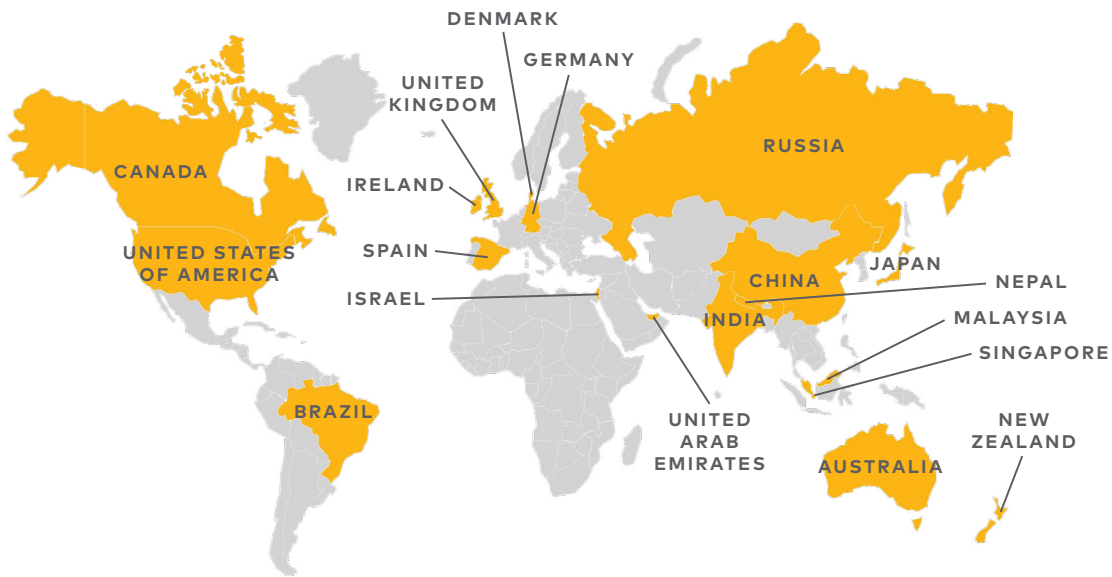 DENMARK
GERMANY
UNITED
KINGDOM
RUSSIA
CANADA
IRELAND
UNITED STATES
OF AMERICA
SPAIN
JAPAN
CHINA
NEPAL
ISRAEL
INDIA
MALAYSIA
SINGAPORE
BRAZIL
UNITED
ARAB
EMIRATES
NEW
ZEALAND
AUSTRALIA